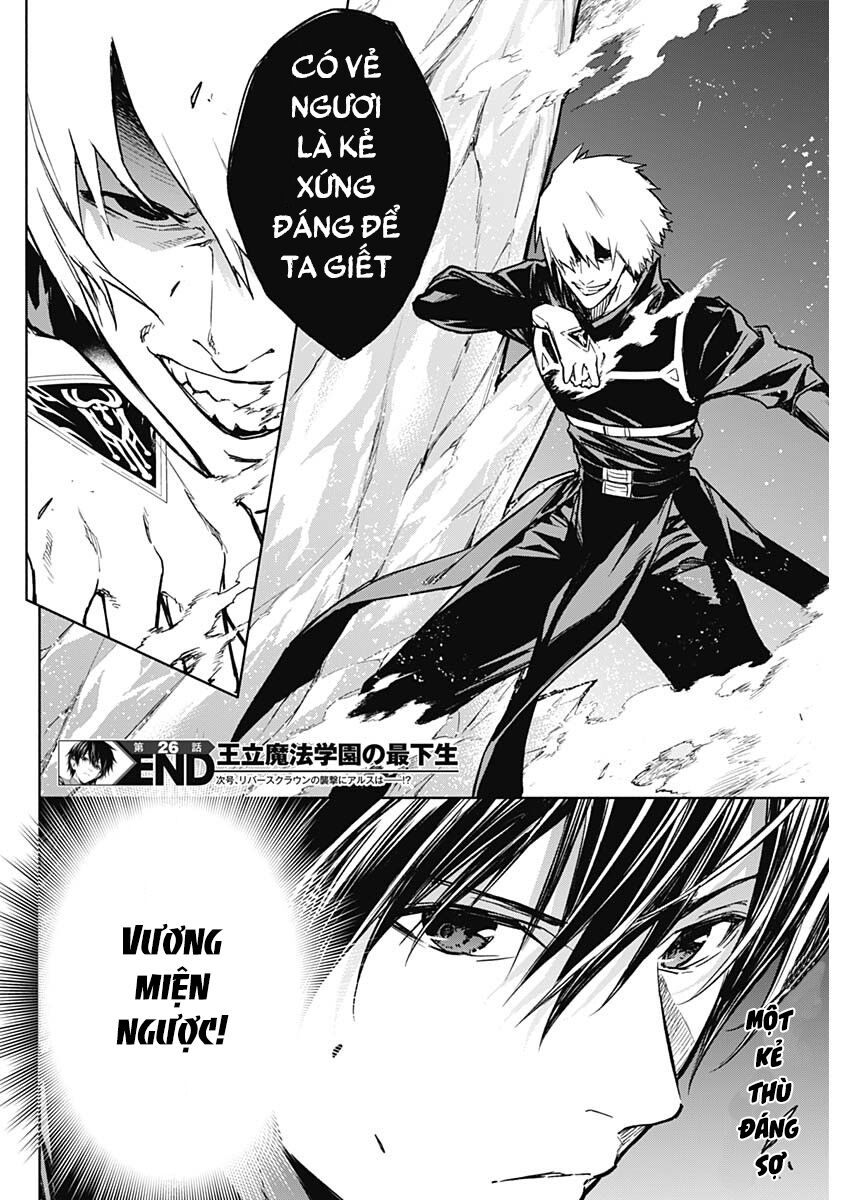 CÓ VẺ
NGƯƠI
LÀ KẺ
XỨNG
ĐÁNG ĐỂ
TA GIẾT
第26話
END
王立魔法学園の最下生
次号、リバースクラウンの襲撃にアルスは――!?
VƯƠNG
MIỆN
NGƯỢC!
MỘT
KẺ
THÙ
ĐÁNG
SỢ